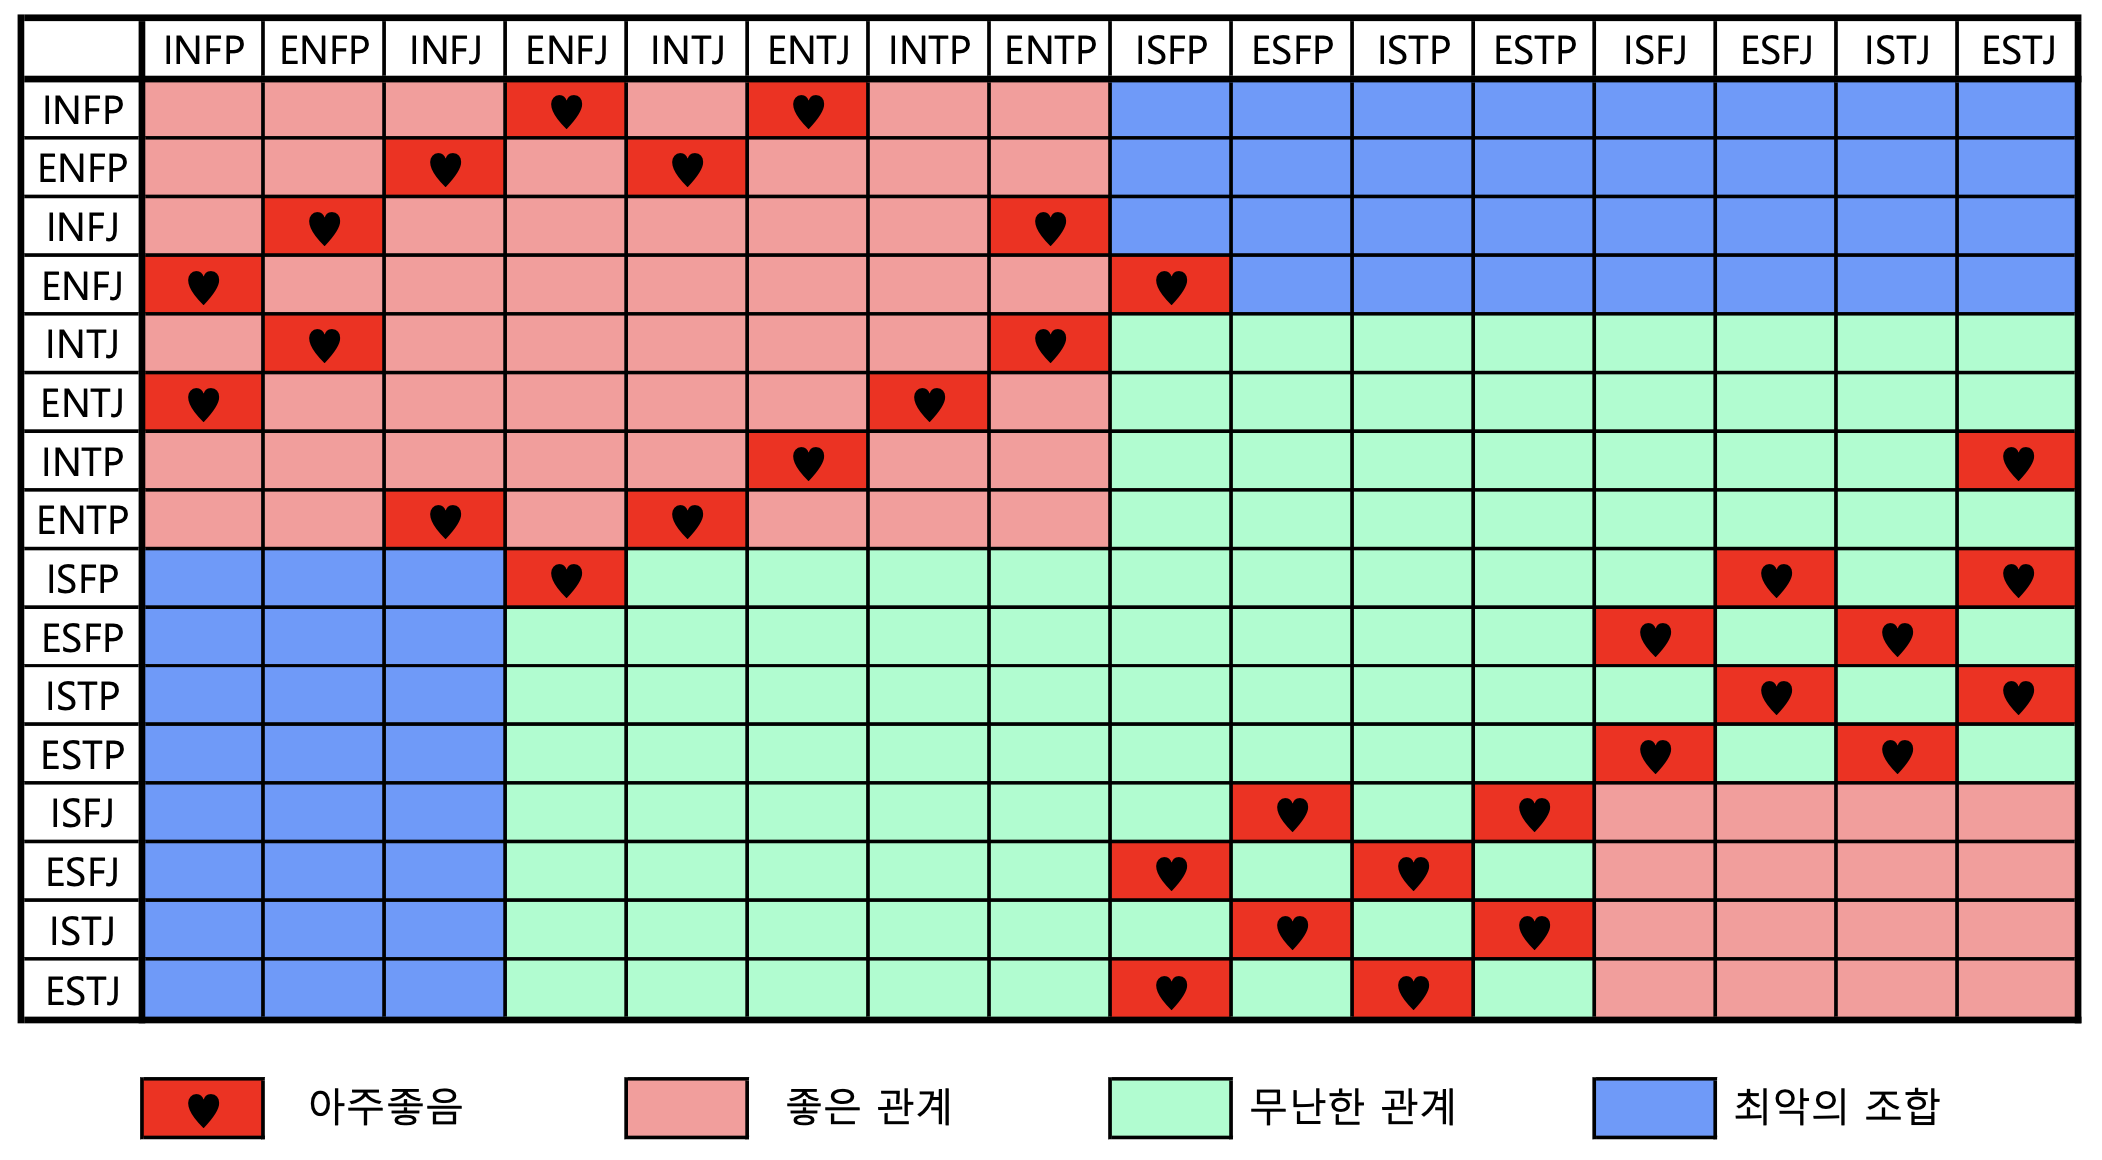 INFP ENFP INFJ ENFJ INTJ ENTJ INTP ENTP ISFP ESFP ISTP ESTP ISFJ ESFJ ISTJ ESTJ
INFP ♥ ♥
ENFP ♥ ♥
INFJ ♥ ♥
ENFJ ♥ ♥
INTJ ♥ ♥
ENTJ ♥ ♥
INTP ♥ ♥
ENTP ♥ ♥
ISFP ♥ ♥ ♥
ESFP ♥ ♥
ISTP ♥ ♥
ESTP ♥ ♥
ISFJ ♥ ♥
ESFJ ♥ ♥
ISTJ ♥ ♥
ESTJ ♥ ♥
♥ 아주좋음 좋은 관계 무난한 관계 최악의 조합